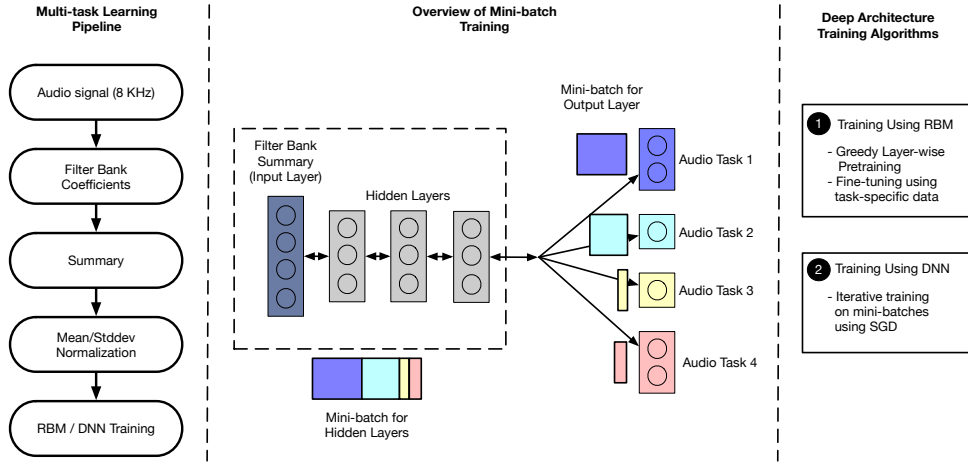 Multi-task Learning
Pipeline
Audio signal (8 KHz)
Filter Bank
Coefficients
Summary
Mean/Stddev
Normalization
RBM / DNN Training
Overview of Mini-batch
Training
Filter Bank
Summary
(Input Layer)
Hidden Layers
Mini-batch for
Hidden Layers
Mini-batch for
Output Layer
Audio Task 1
Audio Task 2
Audio Task 3
Audio Task 4
Deep Architecture
Training Algorithms
1 Training Using RBM
- Greedy Layer-wise
Pretraining
- Fine-tuning using
task-specific data
2 Training Using DNN
- Iterative training
on mini-batches
using SGD